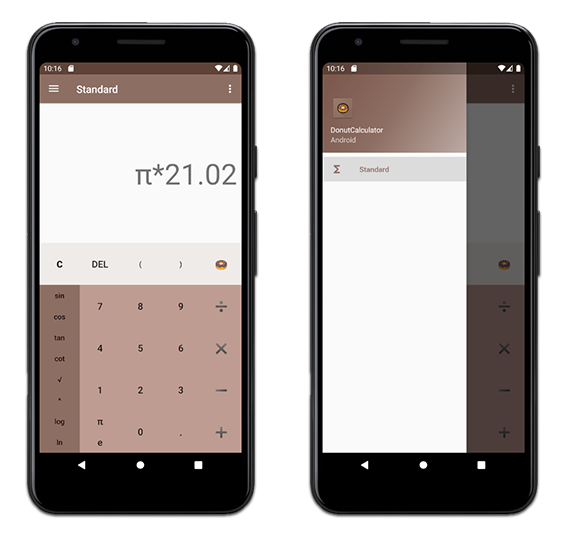 10:16
Standard
π*21.02
C DEL ( )
sin
cos
tan
cot
√
^
log
ln
7 8 9 ÷
4 5 6 ×
1 2 3 −
π
e
0 . +
10:16
DonutCalculator
Android
Σ Standard
÷
×
−
+